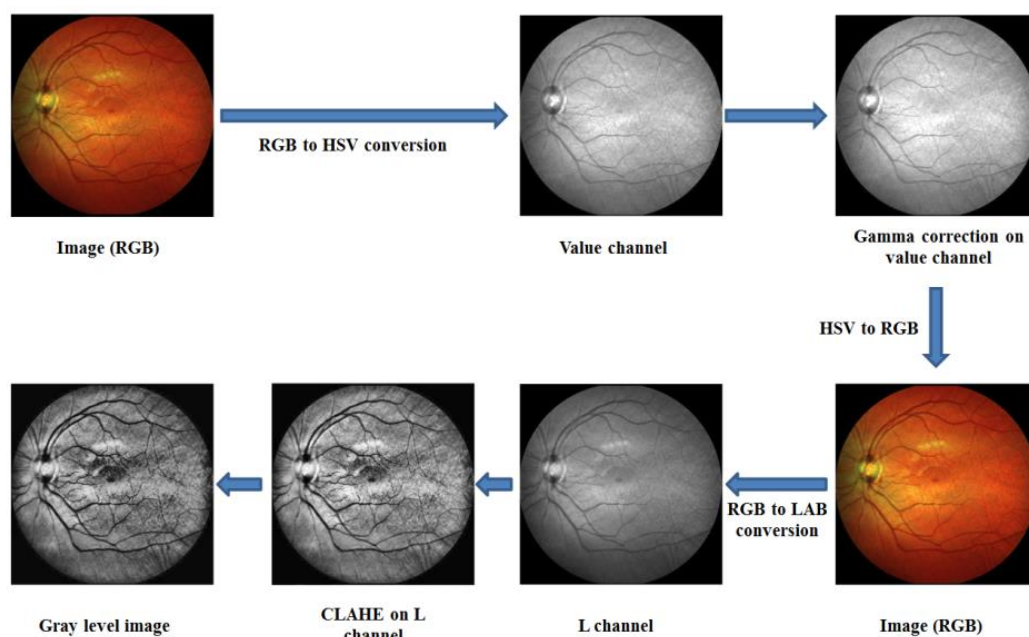 RGB to HSV conversion
Image (RGB)
Value channel
Gamma correction on
value channel
HSV to RGB
RGB to LAB
conversion
Gray level image
CLAHE on L
channel
L channel
Image (RGB)